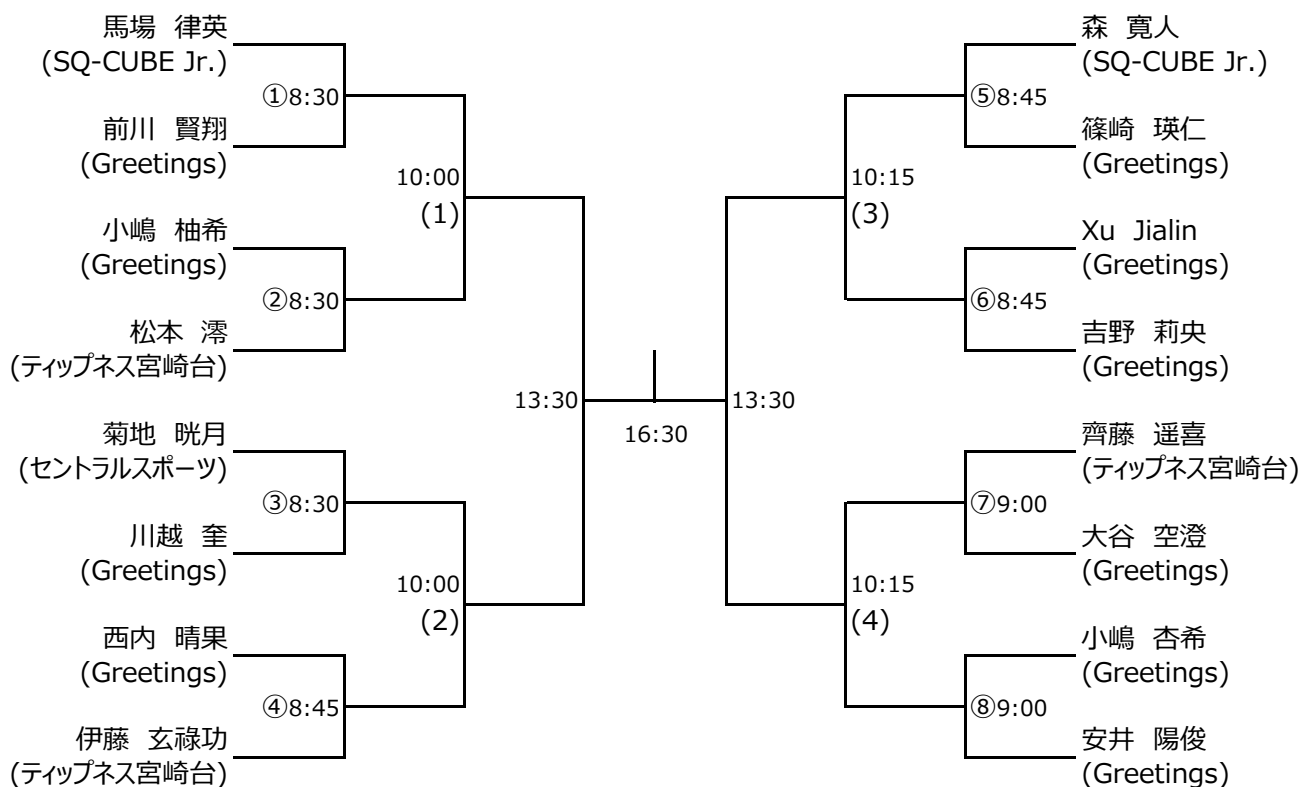 馬場 律英
(SQ-CUBE Jr.)
①8:30
前川 賢翔
(Greetings)
10:00
(1)
小嶋 柚希
(Greetings)
②8:30
松本 澪
(ティップネス宮崎台)
13:30
菊地 晄月
(セントラルスポーツ)
③8:30
川越 奎
(Greetings)
10:00
(2)
西内 晴果
(Greetings)
④8:45
伊藤 玄祿功
(ティップネス宮崎台)
16:30
森 寛人
(SQ-CUBE Jr.)
⑤8:45
篠崎 瑛仁
(Greetings)
10:15
(3)
Xu Jialin
(Greetings)
⑥8:45
吉野 莉央
(Greetings)
13:30
齊藤 遥喜
(ティップネス宮崎台)
⑦9:00
大谷 空澄
(Greetings)
10:15
(4)
小嶋 杏希
(Greetings)
⑧9:00
安井 陽俊
(Greetings)